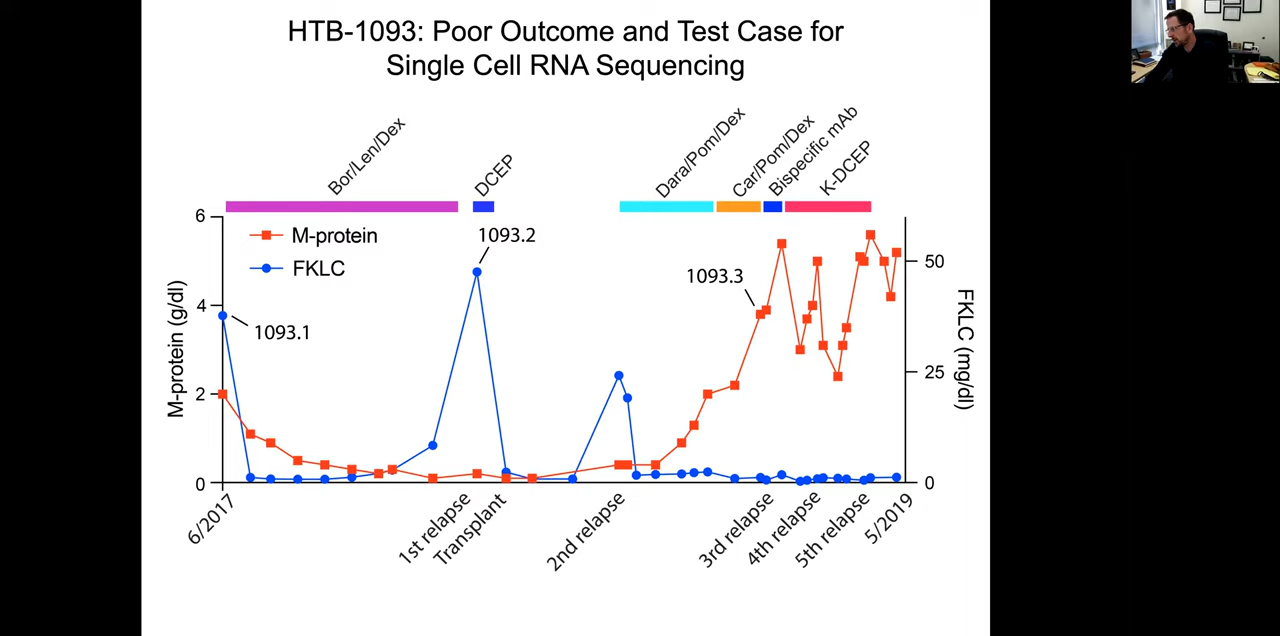 HTB-1093: Poor Outcome and Test Case for
Single Cell RNA Sequencing
Bor/Len/Dex
DCEP
Dara/Pom/Dex
Car/Pom/Dex
Bispecific mAb
K-DCEP
M-protein
FKLC
1093.1
1093.2
1093.3
M-protein (g/dl)
6
4
2
0
FKLC (mg/dl)
50
25
0
6/2017
1st relapse
Transplant
2nd relapse
3rd relapse
4th relapse
5th relapse
5/2019